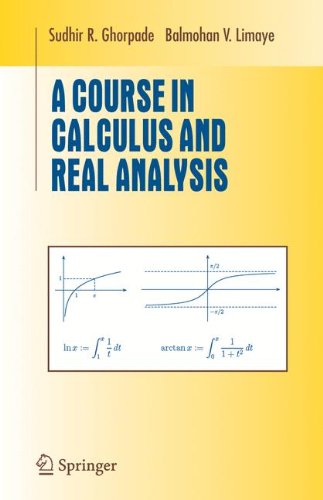 Sudhir R. Ghorpade Balmohan V. Limaye
A COURSE IN
CALCULUS AND
REAL ANALYSIS
1
1 e
π/2
−π/2
ln x := ∫₁ˣ 1/t dt
arctan x := ∫₀ˣ 1/(1 + t²) dt
Springer